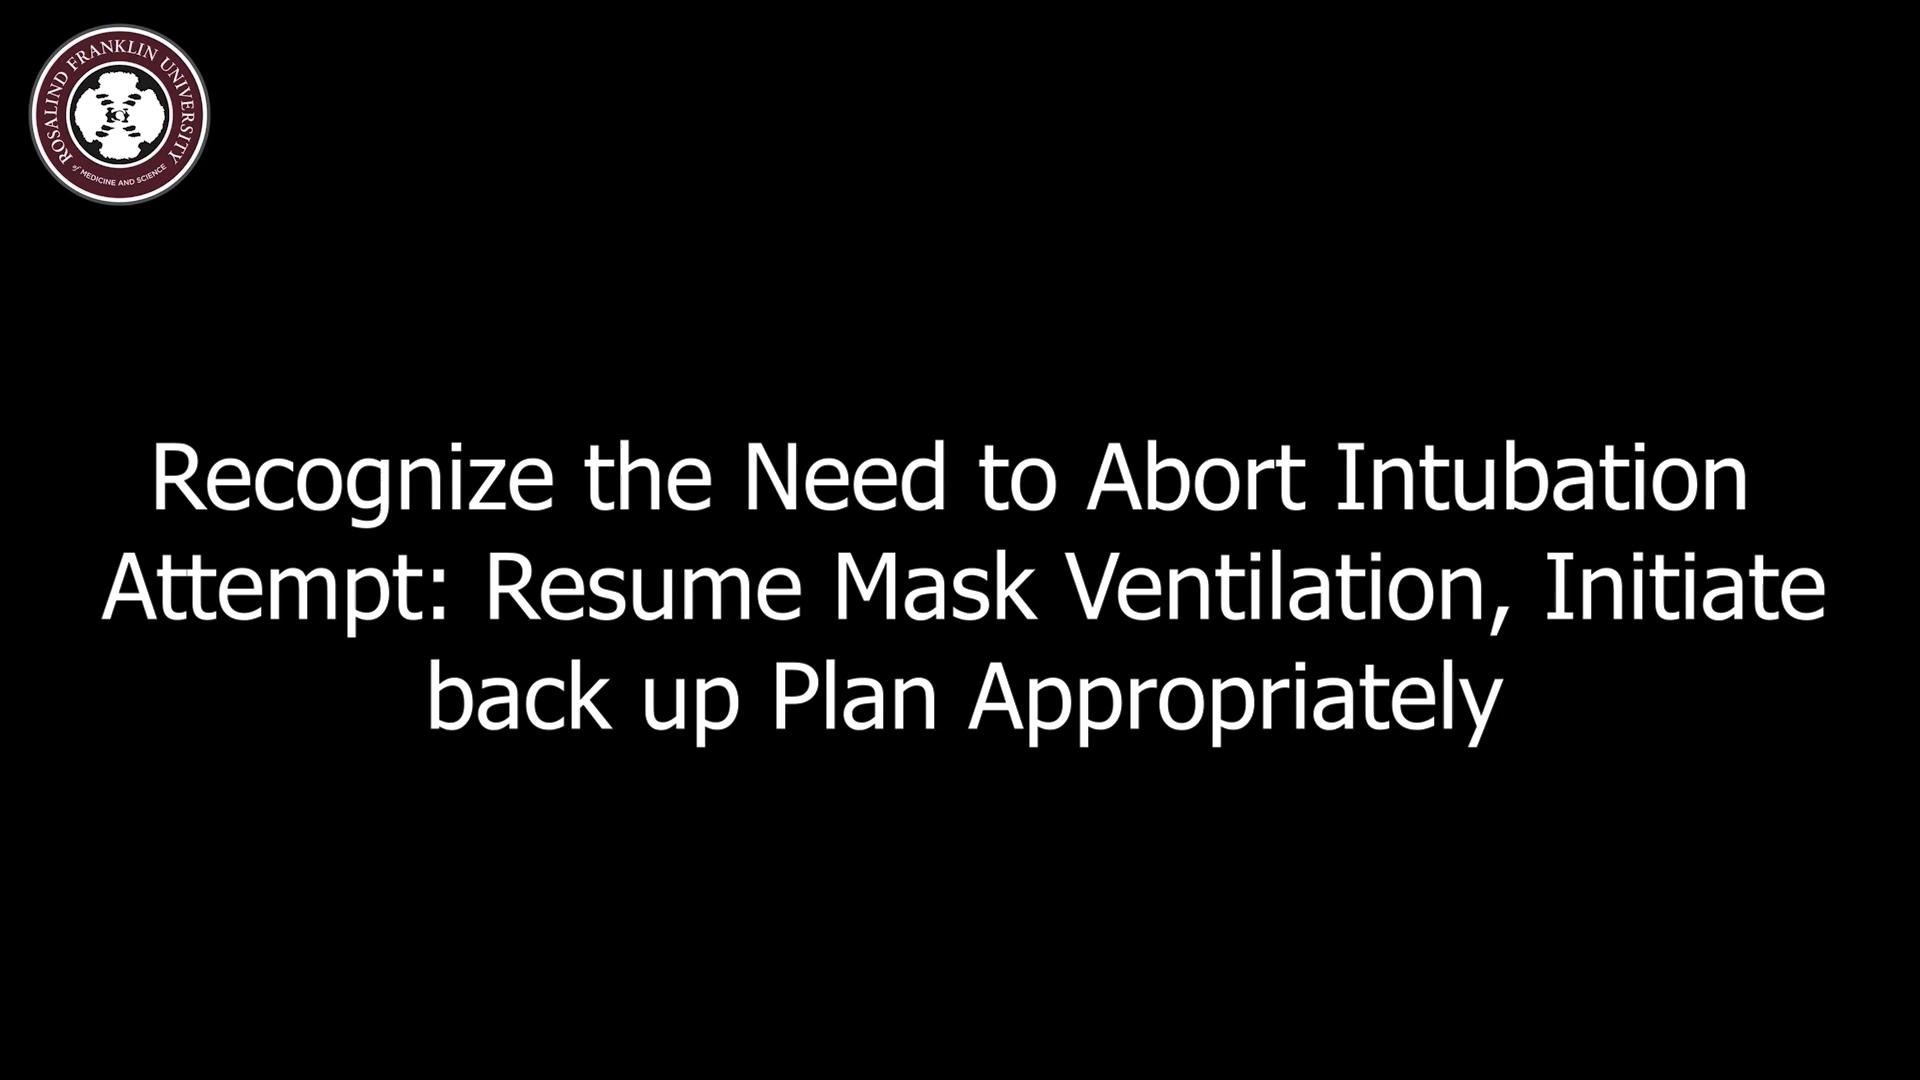 ROSALIND FRANKLIN UNIVERSITY
of MEDICINE AND SCIENCE
Recognize the Need to Abort Intubation
Attempt: Resume Mask Ventilation, Initiate
back up Plan Appropriately